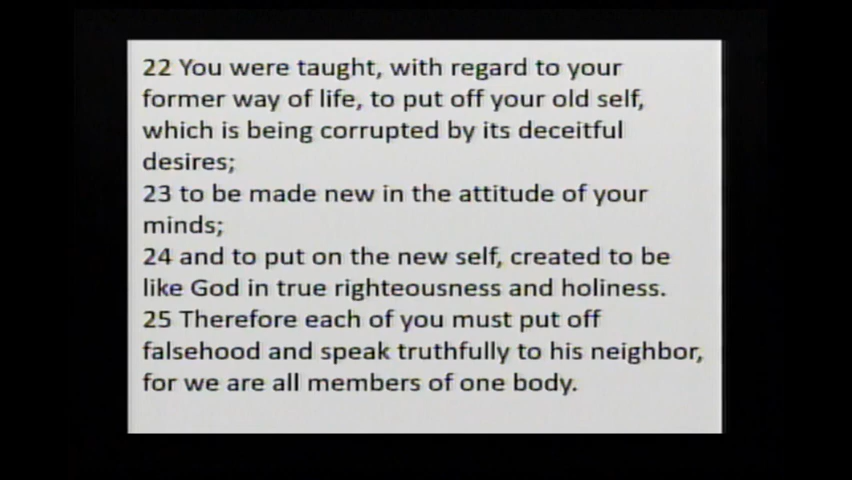 22 You were taught, with regard to your
former way of life, to put off your old self,
which is being corrupted by its deceitful
desires;
23 to be made new in the attitude of your
minds;
24 and to put on the new self, created to be
like God in true righteousness and holiness.
25 Therefore each of you must put off
falsehood and speak truthfully to his neighbor,
for we are all members of one body.